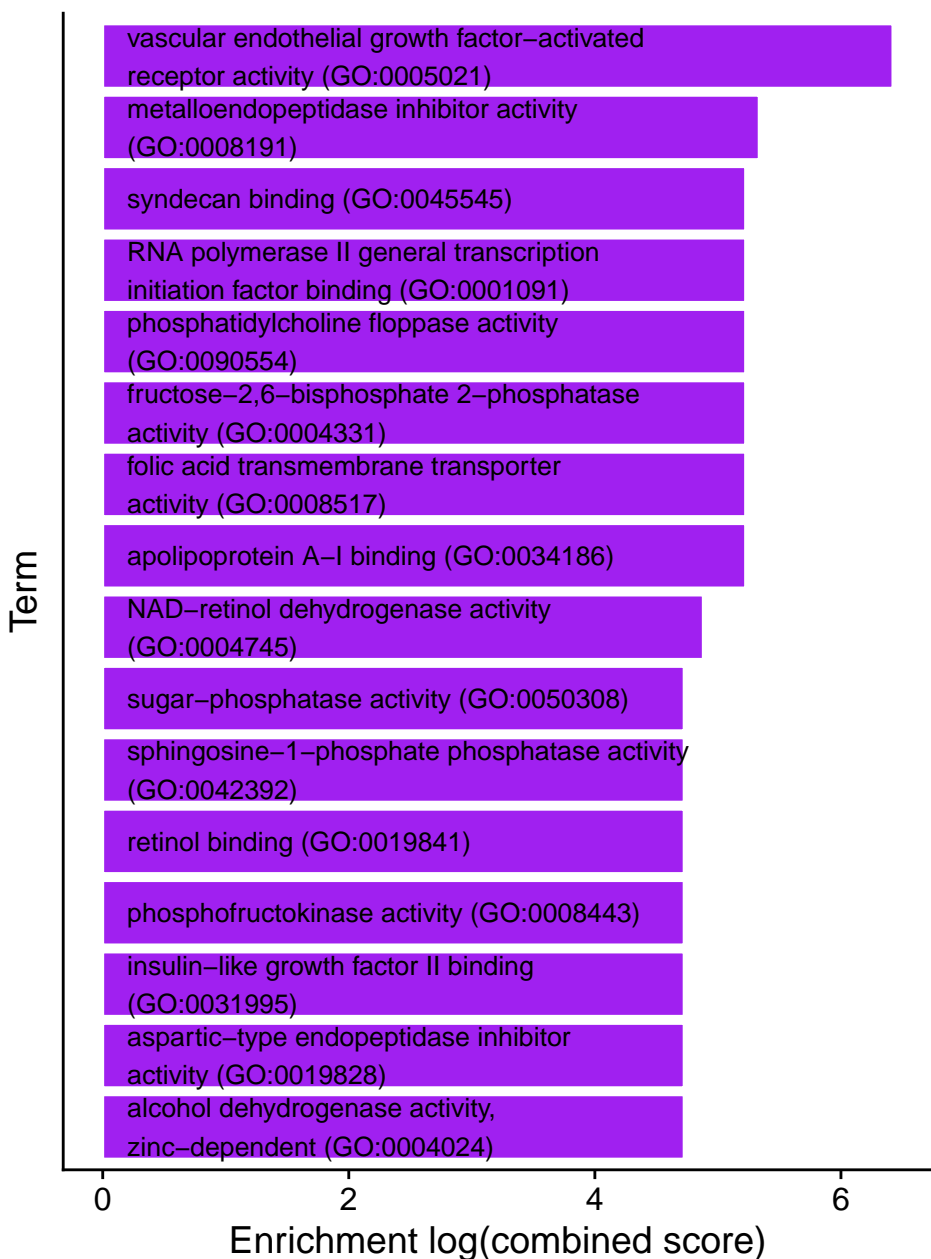 vascular endothelial growth factor−activated
receptor activity (GO:0005021)
metalloendopeptidase inhibitor activity
(GO:0008191)
syndecan binding (GO:0045545)
RNA polymerase II general transcription
initiation factor binding (GO:0001091)
phosphatidylcholine floppase activity
(GO:0090554)
fructose−2,6−bisphosphate 2−phosphatase
activity (GO:0004331)
folic acid transmembrane transporter
activity (GO:0008517)
apolipoprotein A−I binding (GO:0034186)
NAD−retinol dehydrogenase activity
(GO:0004745)
sugar−phosphatase activity (GO:0050308)
sphingosine−1−phosphate phosphatase activity
(GO:0042392)
retinol binding (GO:0019841)
phosphofructokinase activity (GO:0008443)
insulin−like growth factor II binding
(GO:0031995)
aspartic−type endopeptidase inhibitor
activity (GO:0019828)
alcohol dehydrogenase activity,
zinc−dependent (GO:0004024)
Term
0 2 4 6
Enrichment log(combined score)